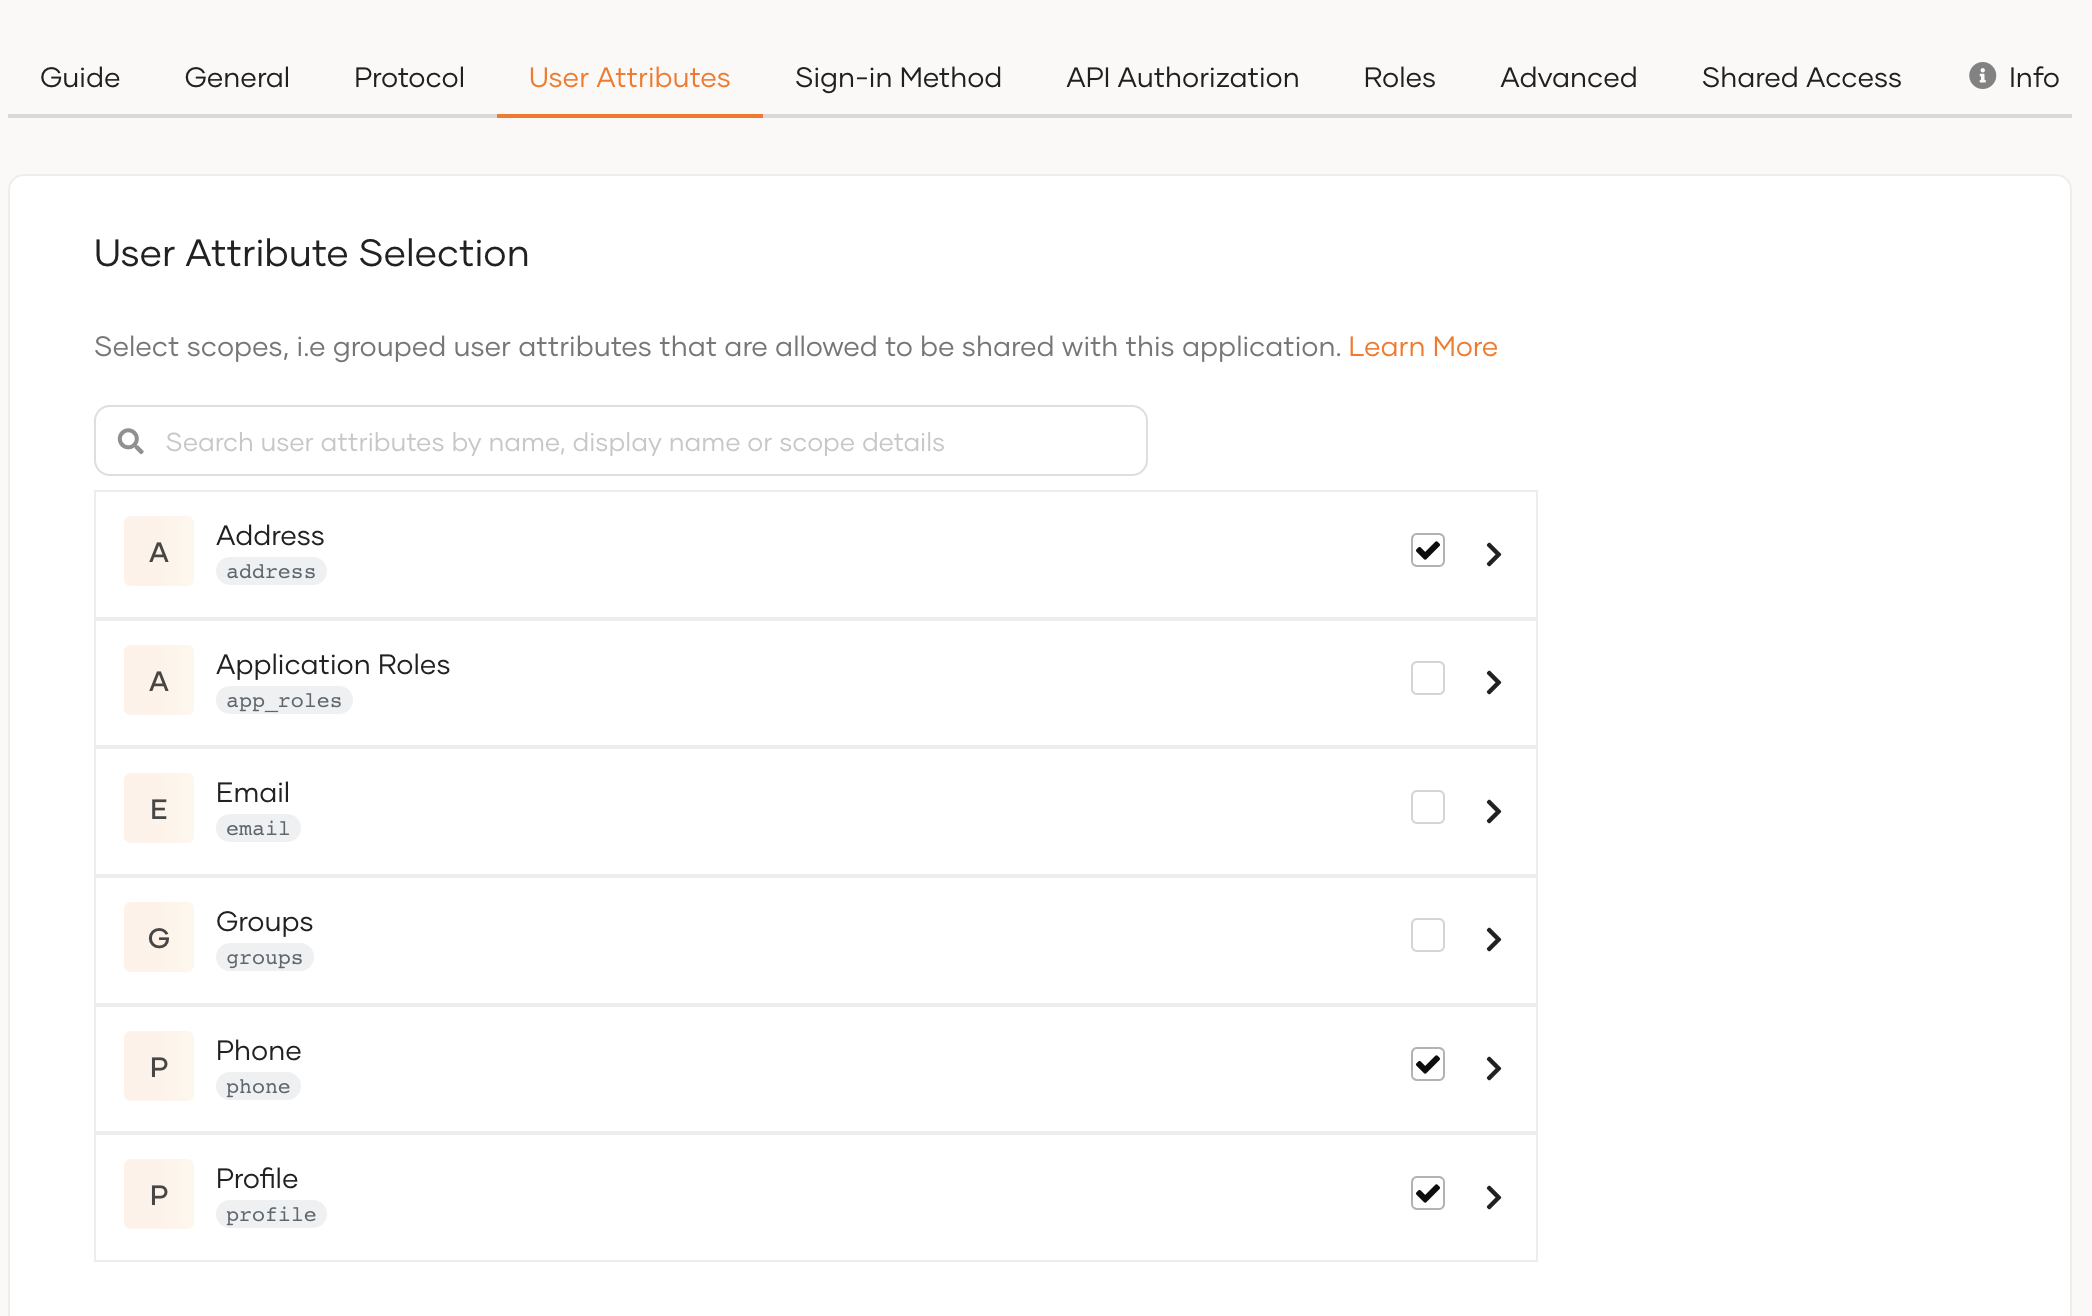 Guide General Protocol User Attributes Sign-in Method API Authorization Roles Advanced Shared Access Info
User Attribute Selection
Select scopes, i.e grouped user attributes that are allowed to be shared with this application. Learn More
Search user attributes by name, display name or scope details
A Address
address
A Application Roles
app_roles
E Email
email
G Groups
groups
P Phone
phone
P Profile
profile